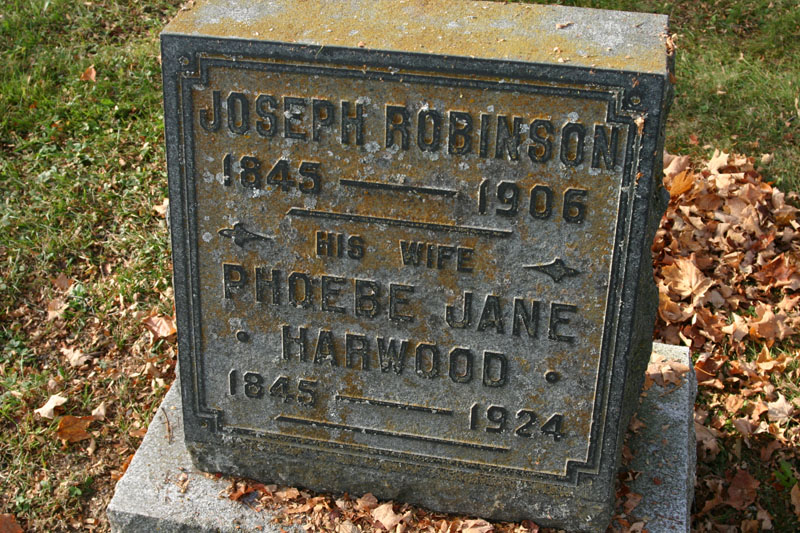 JOSEPH ROBINSON
1845 — 1906
HIS WIFE
PHOEBE JANE
HARWOOD
1845 — 1924